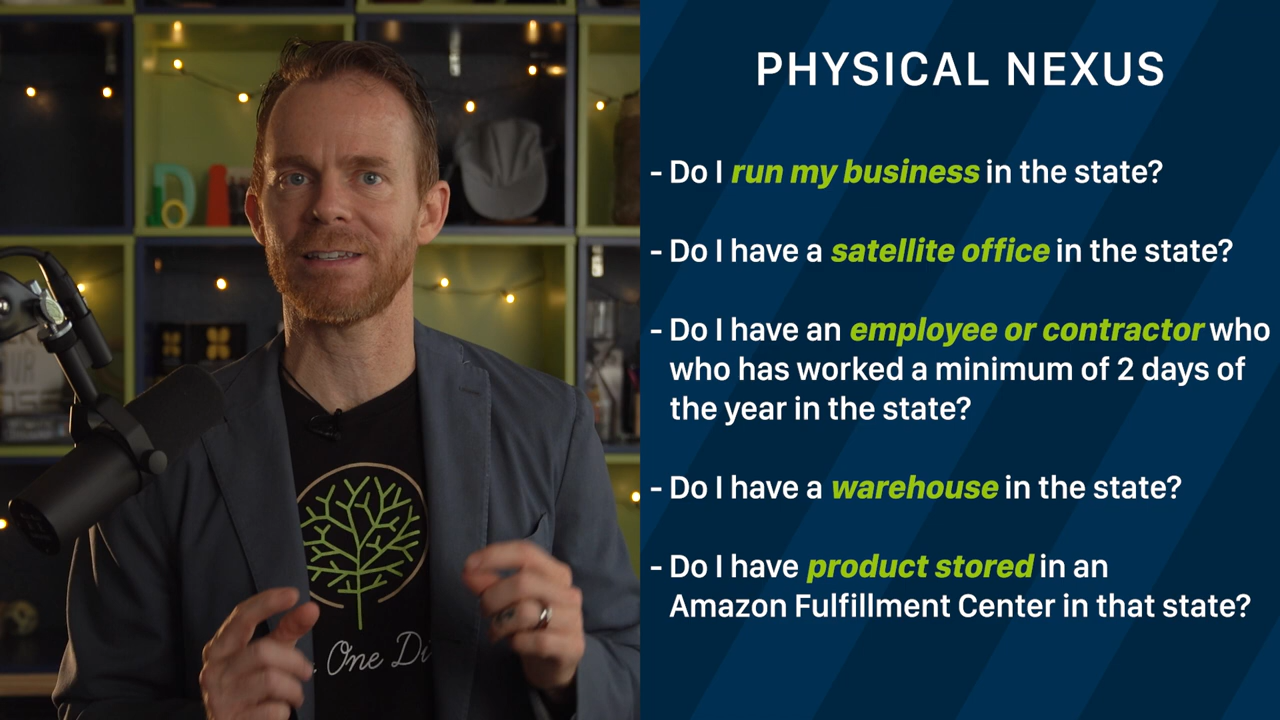 PHYSICAL NEXUS
- Do I run my business in the state?
- Do I have a satellite office in the state?
- Do I have an employee or contractor who
who has worked a minimum of 2 days of
the year in the state?
- Do I have a warehouse in the state?
- Do I have product stored in an
Amazon Fulfillment Center in that state?
One Di